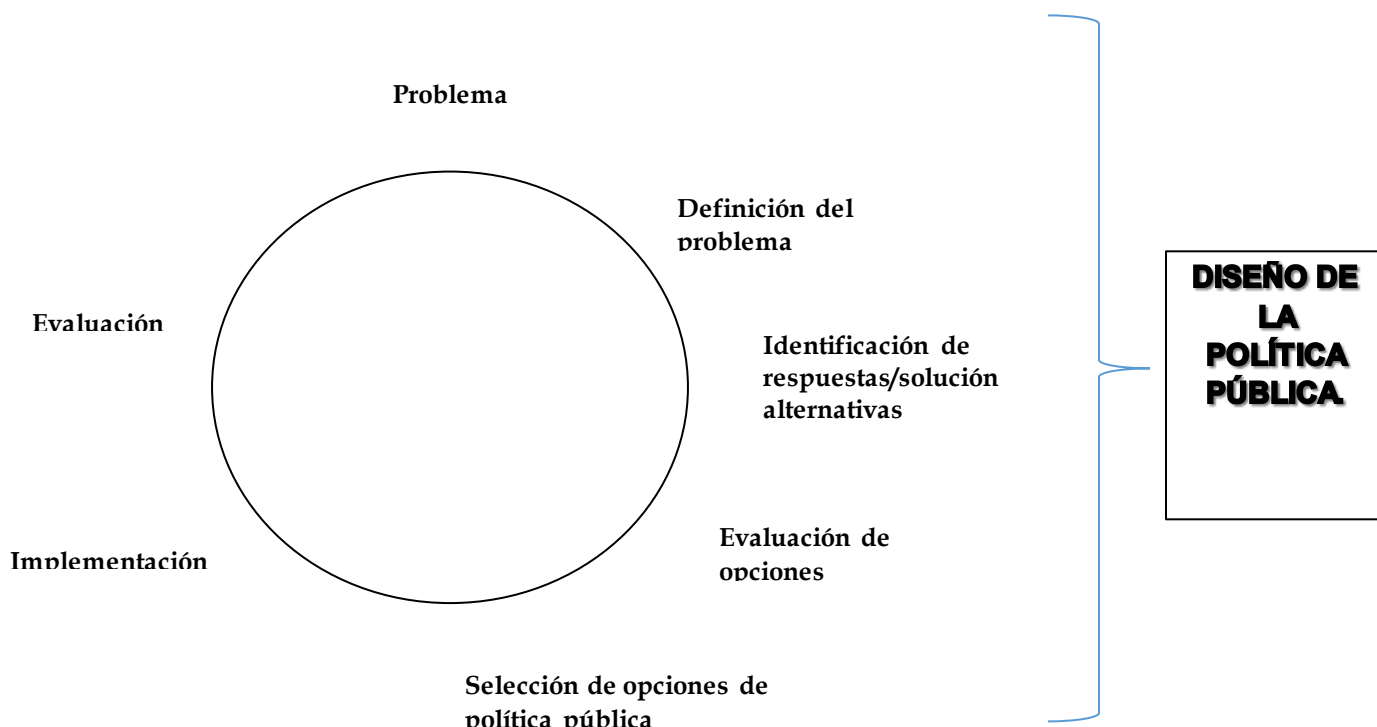 Problema
Definición del
problema
Evaluación
Identificación de
respuestas/solución
alternativas
DISEÑO DE
LA
POLÍTICA
PÚBLICA.
Implementación
Evaluación de
opciones
Selección de opciones de
política pública